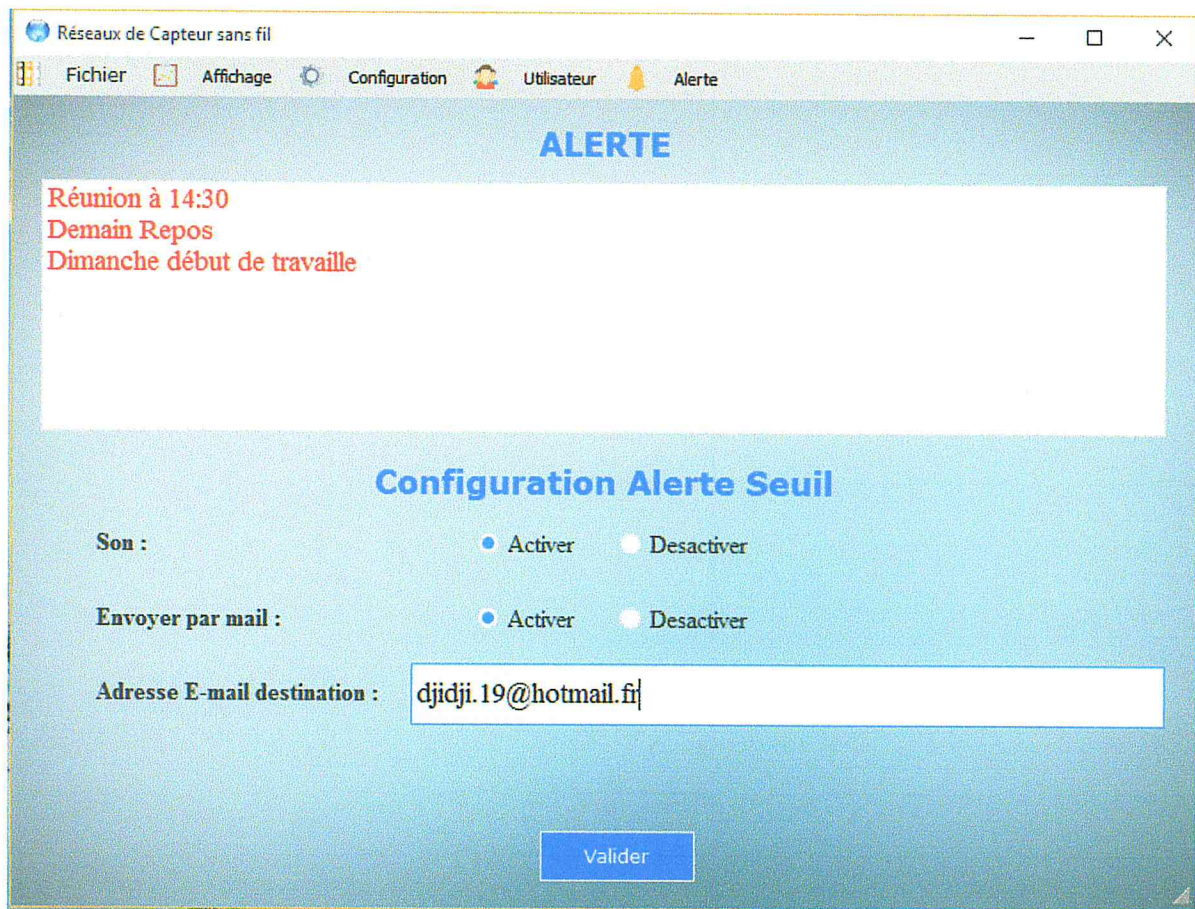 Réseaux de Capteur sans fil
Fichier Affichage Configuration Utilisateur Alerte
ALERTE
Réunion à 14:30
Demain Repos
Dimanche début de travaille
Configuration Alerte Seuil
Son : Activer Desactiver
Envoyer par mail : Activer Desactiver
Adresse E-mail destination : djidji.19@hotmail.fr
Valider